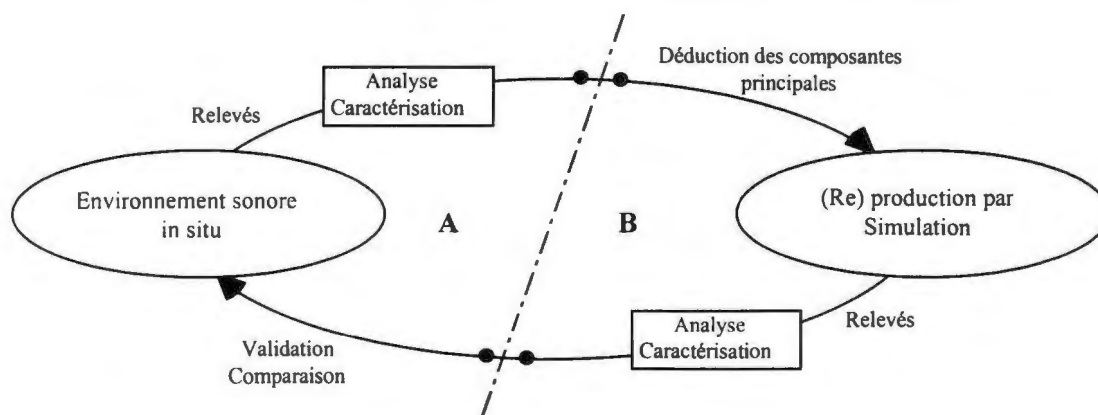 Déduction des composantes
principales
Analyse
Caractérisation
Relevés
Environnement sonore
in situ
A
B
(Re) production par
Simulation
Relevés
Analyse
Caractérisation
Validation
Comparaison